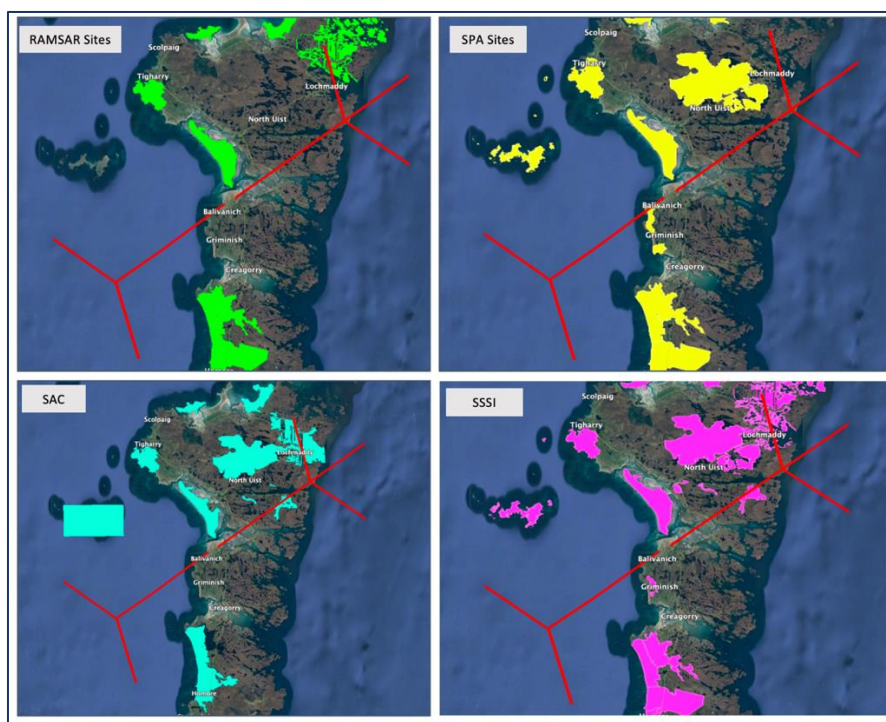 RAMSAR Sites
Scolpaig
Tigharry
Lochmaddy
North Uist
Balivanich
Griminish
Creagorry
SPA Sites
Scolpaig
Tigharry
Lochmaddy
North Uist
Balivanich
Griminish
Creagorry
SAC
Scolpaig
Tigharry
Lochmaddy
North Uist
Balivanich
Griminish
Creagorry
Howmore
SSSI
Scolpaig
Tigharry
Lochmaddy
North Uist
Balivanich
Griminish
Creagorry